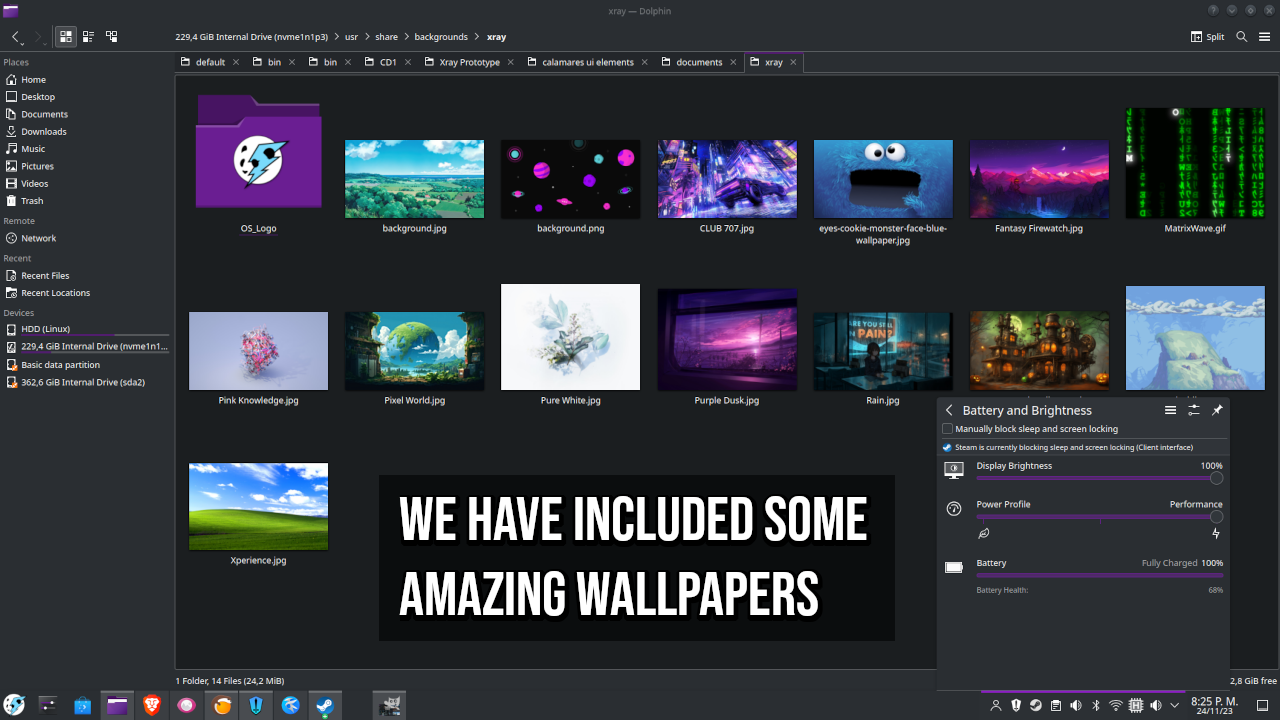 xray — Dolphin
229,4 GiB Internal Drive (nvme1n1p3) > usr > share > backgrounds > xray
Split
Places
default
bin
bin
CD1
Xray Prototype
calamares ui elements
documents
xray
Home
Desktop
Documents
Downloads
Music
Pictures
Videos
Trash
Remote
Network
Recent
Recent Files
Recent Locations
Devices
HDD (Linux)
229,4 GiB Internal Drive (nvme1n1...
Basic data partition
362,6 GiB Internal Drive (sda2)
OS_Logo
background.jpg
background.png
CLUB 707.jpg
eyes-cookie-monster-face-blue-
wallpaper.jpg
Fantasy Firewatch.jpg
MatrixWave.gif
ARE YOU STILL
IN PAIN?
Pink Knowledge.jpg
Pixel World.jpg
Pure White.jpg
Purple Dusk.jpg
Rain.jpg
Xperience.jpg
WE HAVE INCLUDED SOME
AMAZING WALLPAPERS
Battery and Brightness
Manually block sleep and screen locking
Steam is currently blocking sleep and screen locking (Client interface)
Display Brightness 100%
Power Profile Performance
Battery Fully Charged 100%
Battery Health: 68%
1 Folder, 14 Files (24,2 MiB)
2,8 GiB free
8:25 P. M.
24/11/23